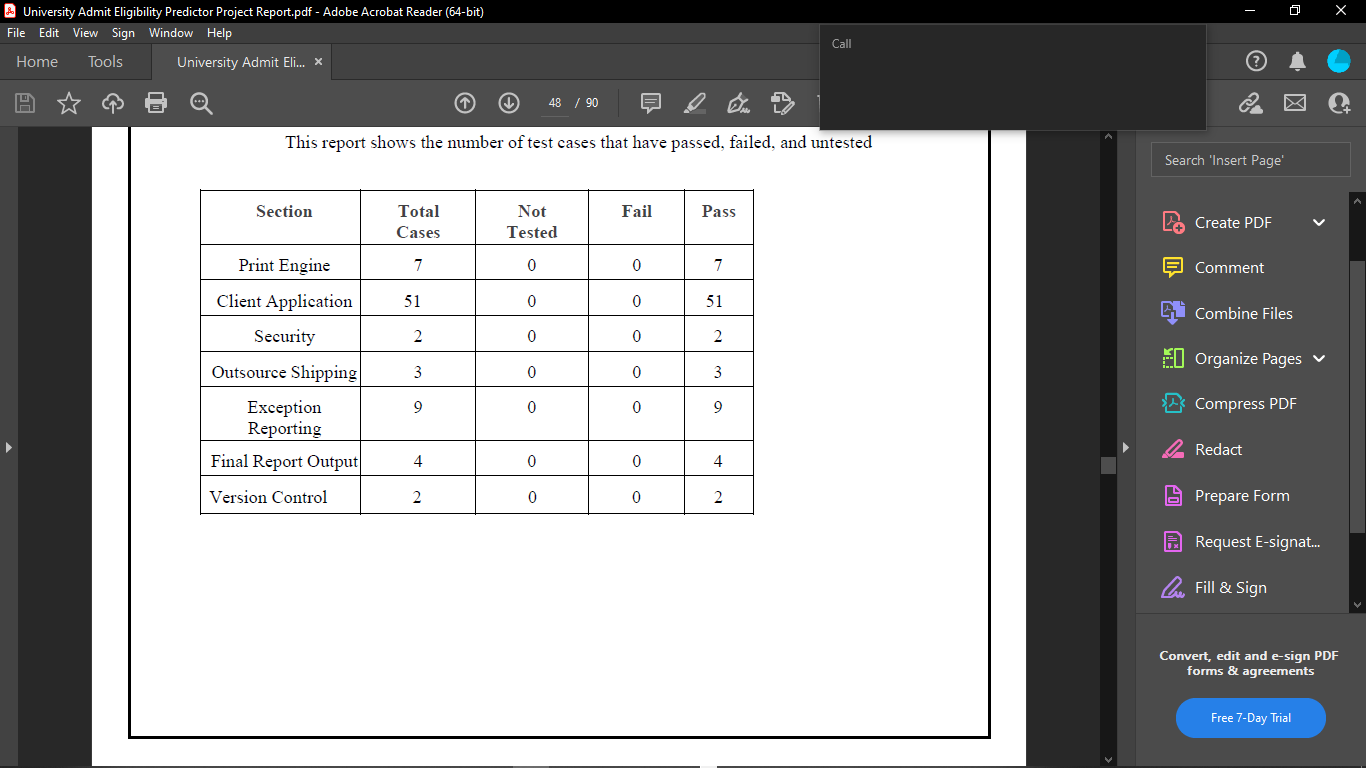 University Admit Eligibility Predictor Project Report.pdf - Adobe Acrobat Reader (64-bit)
File Edit View Sign Window Help
Call
Home Tools University Admit Eli... ×
48 / 90
This report shows the number of test cases that have passed, failed, and untested
Section Total Cases Not Tested Fail Pass
Print Engine 7 0 0 7
Client Application 51 0 0 51
Security 2 0 0 2
Outsource Shipping 3 0 0 3
Exception Reporting 9 0 0 9
Final Report Output 4 0 0 4
Version Control 2 0 0 2
Search 'Insert Page'
Create PDF
Comment
Combine Files
Organize Pages
Compress PDF
Redact
Prepare Form
Request E-signat...
Fill & Sign
Convert, edit and e-sign PDF
forms & agreements
Free 7-Day Trial